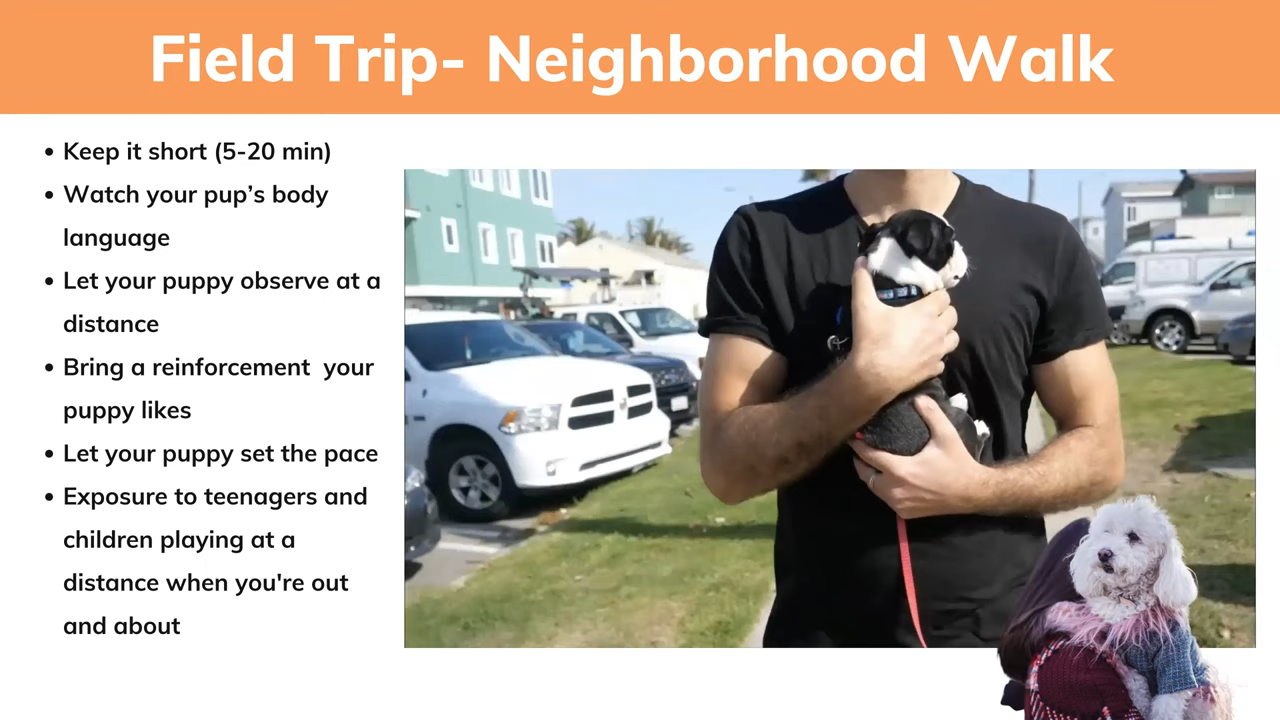 Field Trip- Neighborhood Walk
• Keep it short (5-20 min)
• Watch your pup’s body
language
• Let your puppy observe at a
distance
• Bring a reinforcement  your
puppy likes
• Let your puppy set the pace
• Exposure to teenagers and
children playing at a
distance when you're out
and about